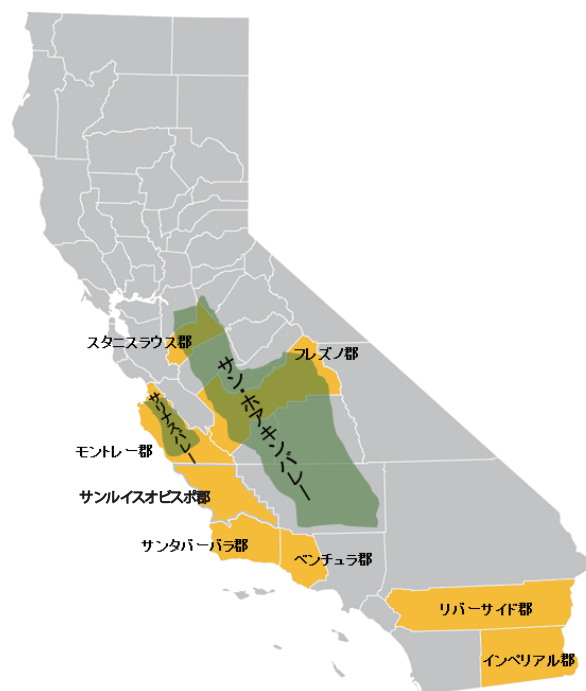 スタニスラウス郡
フレズノ郡
サン・ホアキンバレー
サリナスバレー
モントレー郡
サンルイスオビスポ郡
サンタバーバラ郡
ベンチュラ郡
リバーサイド郡
インペリアル郡